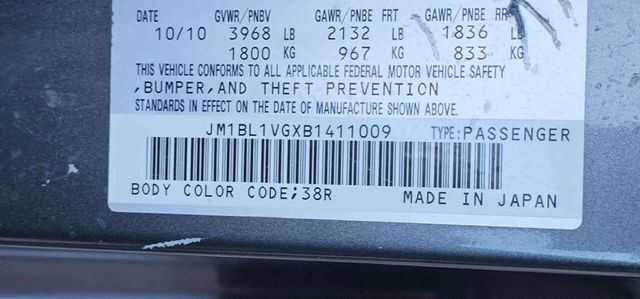 DATE GVWR/PNBV GAWR/PNBE FRT GAWR/PNBE RR
10/10 3968 LB 2132 LB 1836 LB
1800 KG 967 KG 833 KG
THIS VEHICLE CONFORMS TO ALL APPLICABLE FEDERAL MOTOR VEHICLE SAFETY
,BUMPER,AND THEFT PREVENTION
STANDARDS IN EFFECT ON THE DATE OF MANUFACTURE SHOWN ABOVE.
JM1BL1VGXB1411009 TYPE:PASSENGER
BODY COLOR CODE;38R MADE IN JAPAN